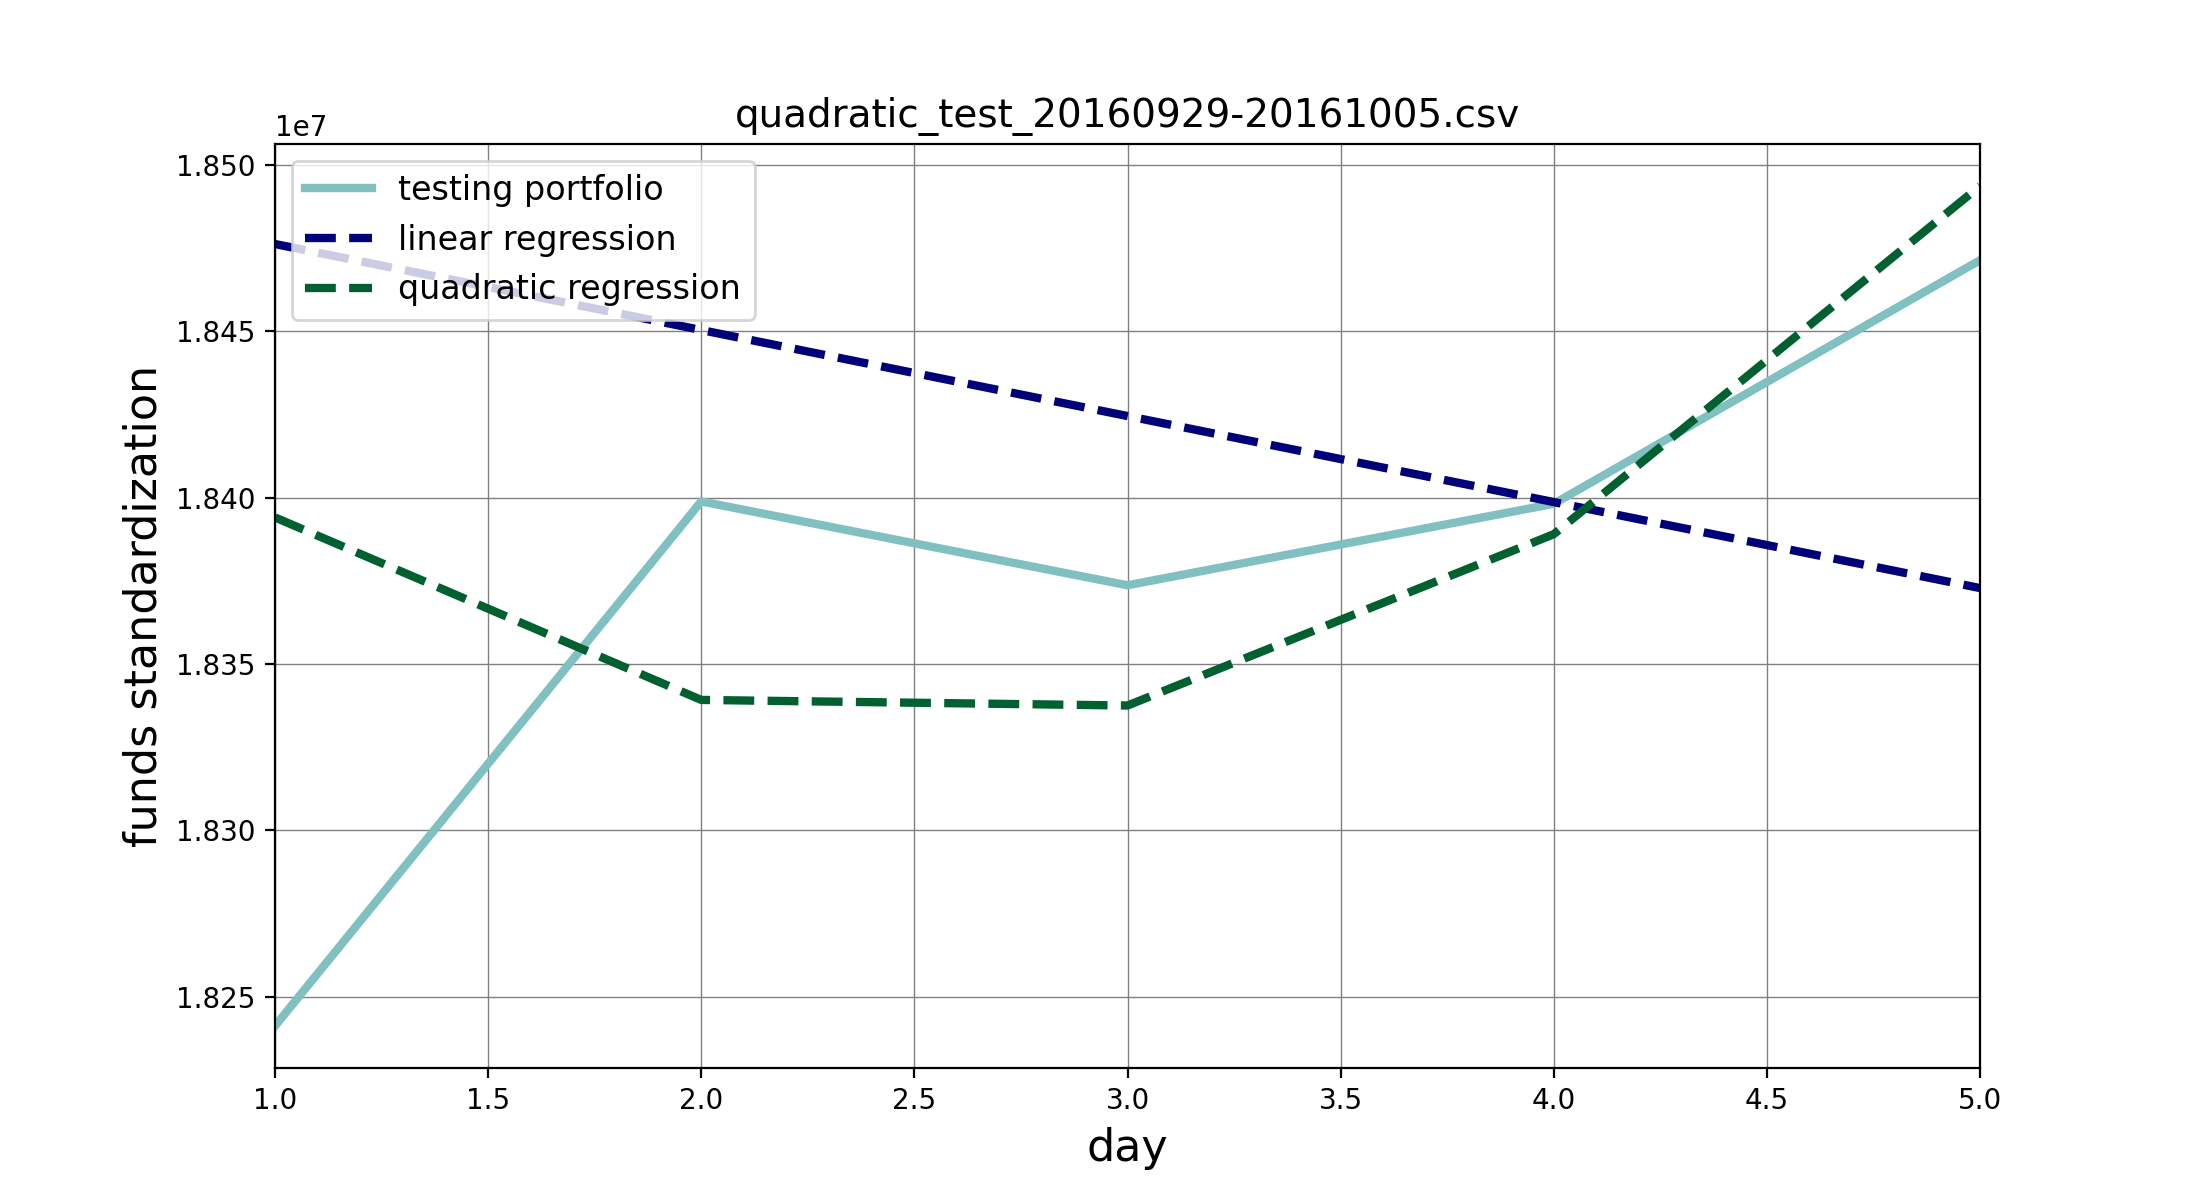 quadratic_test_20160929-20161005.csv
1e7
testing portfolio
linear regression
quadratic regression
1.850
1.845
1.840
1.835
1.830
1.825
funds standardization
1.0 1.5 2.0 2.5 3.0 3.5 4.0 4.5 5.0
day